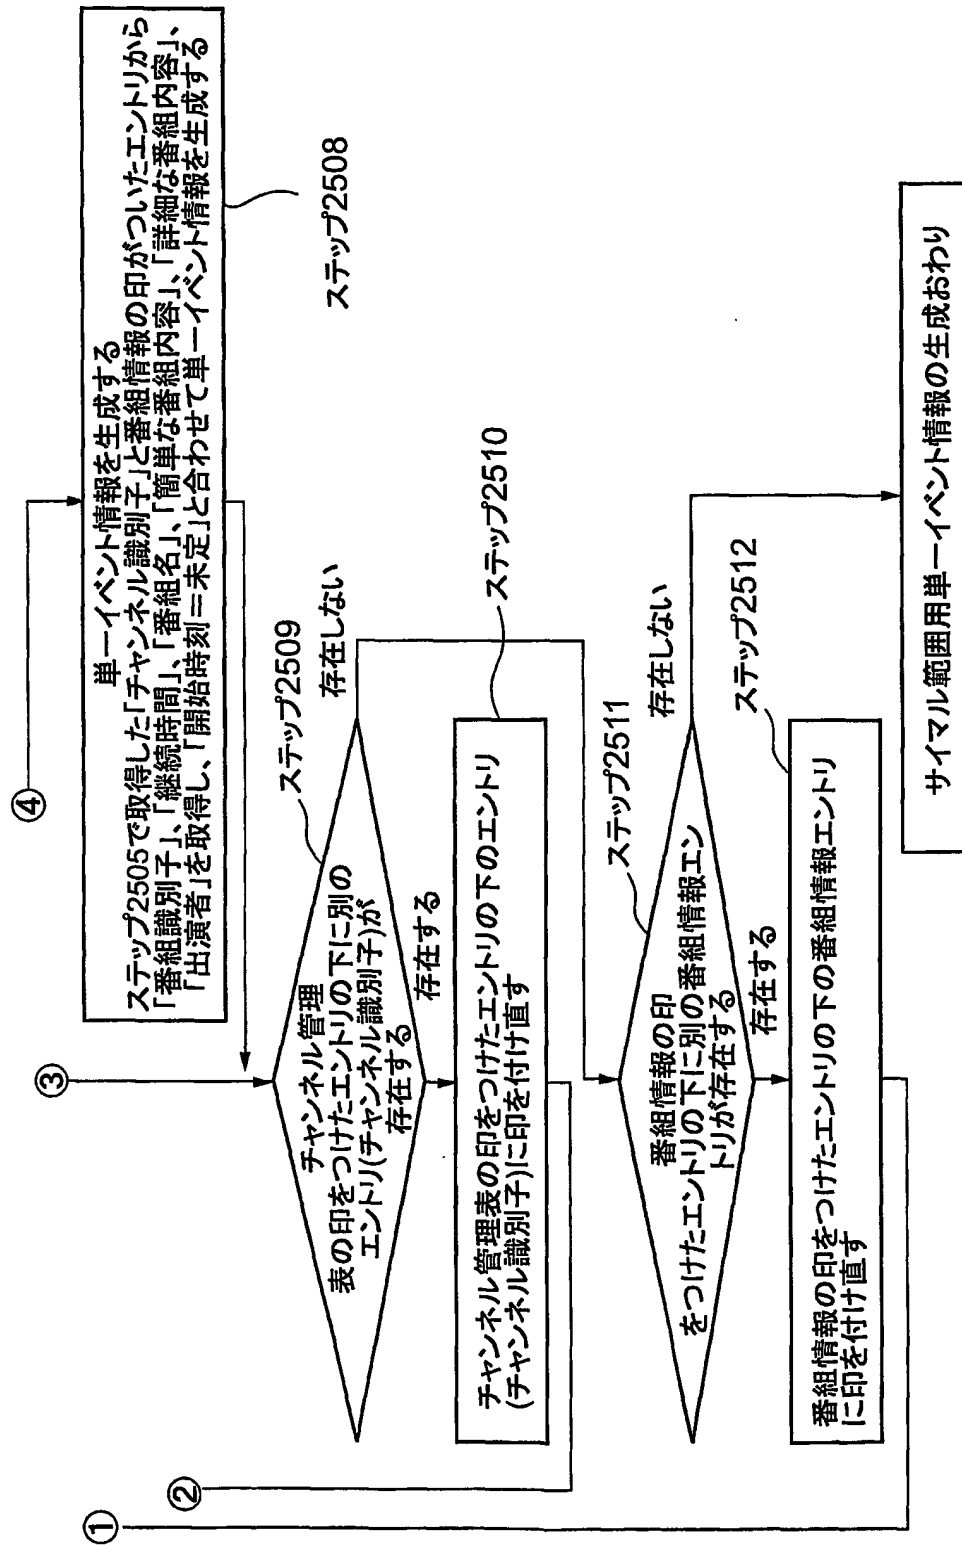 ④
単一イベント情報を生成する
ステップ2505で取得した「チャンネル識別子」と番組情報の印がついたエントリから
「番組識別子」、「継続時間」、「番組名」、「簡単な番組内容」、「詳細な番組内容」、
「出演者」を取得し、「開始時刻=未定」と合わせて単一イベント情報を生成する
ステップ2508
③
チャンネル管理
表の印をつけたエントリの下に別の
エントリ(チャンネル識別子)が
存在する
ステップ2509
存在しない
存在する
②
チャンネル管理表の印をつけたエントリの下のエントリ
(チャンネル識別子)に印を付け直す
ステップ2510
番組情報の印
をつけたエントリの下に別の番組情報エン
トリが存在する
ステップ2511
存在しない
存在する
①
番組情報の印をつけたエントリの下の番組情報エントリ
に印を付け直す
ステップ2512
サイマル範囲用単一イベント情報の生成おわり